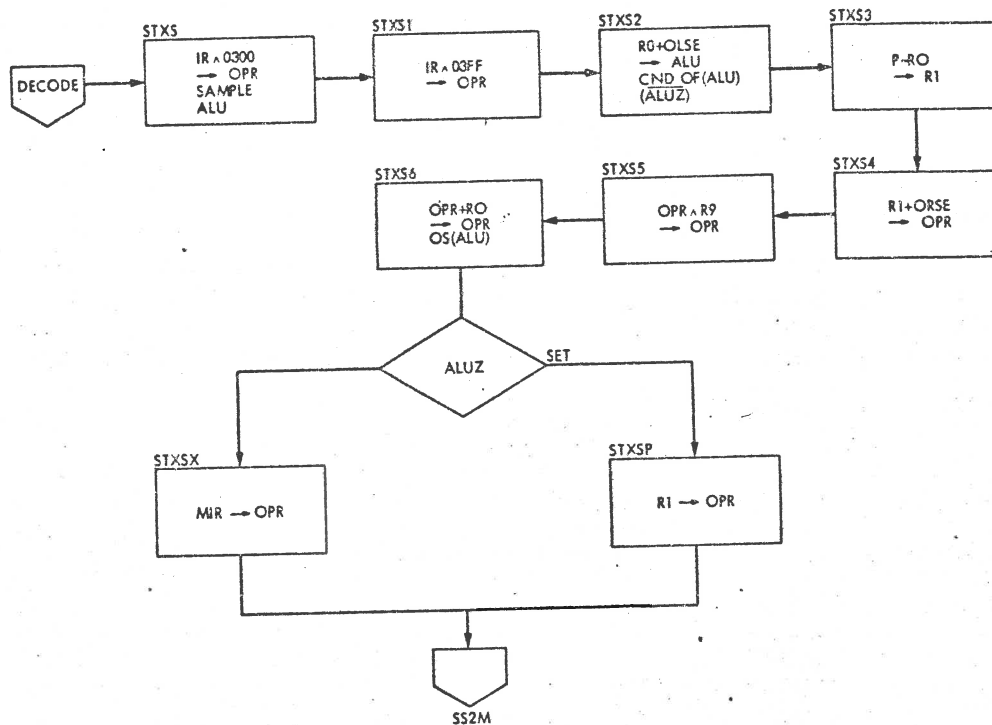 DECODE
STXS
IR ∧ 0300
→ OPR
SAMPLE
ALU
STXS1
IR ∧ 03FF
→ OPR
STXS2
R0+OLSE
→ ALU
CND OF(ALU)
(ALUZ)
STXS3
P-RO
→ R1
STXS4
R1+ORSE
→ OPR
STXS5
OPR ∧ R9
→ OPR
STXS6
OPR+RO
→ OPR
OS(ALU)
ALUZ
SET
STXSX
MIR → OPR
STXSP
R1 → OPR
SS2M